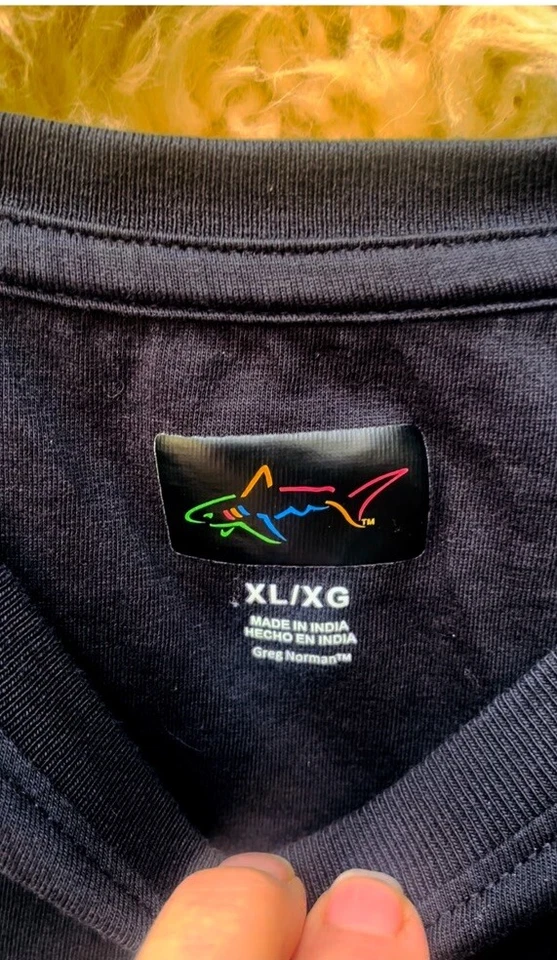 TM
XL/XG
MADE IN INDIA
HECHO EN INDIA
Greg Norman™